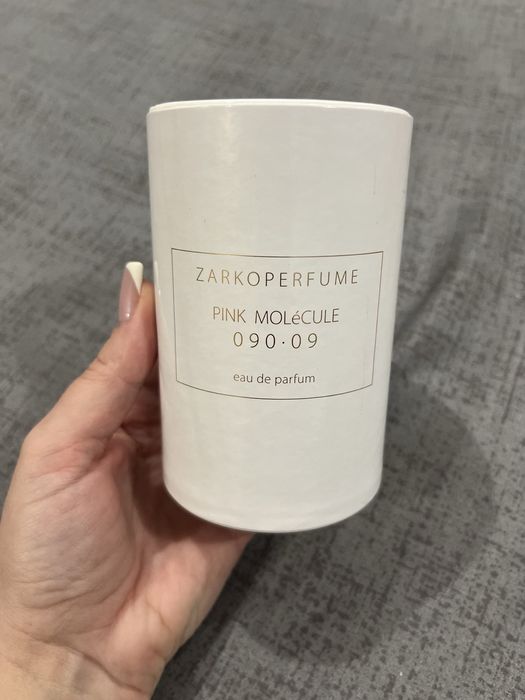 ZARKOPERFUME
PINK MOLéCULE
090·09
eau de parfum